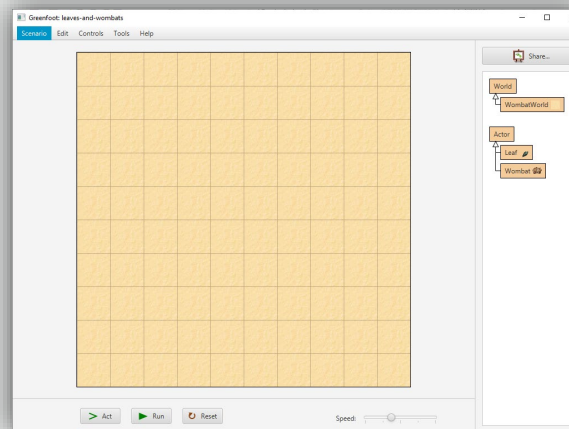 Greenfoot: leaves-and-wombats
Scenario Edit Controls Tools Help
Share...
World
WombatWorld
Actor
Leaf
Wombat
> Act
Run
Reset
Speed: